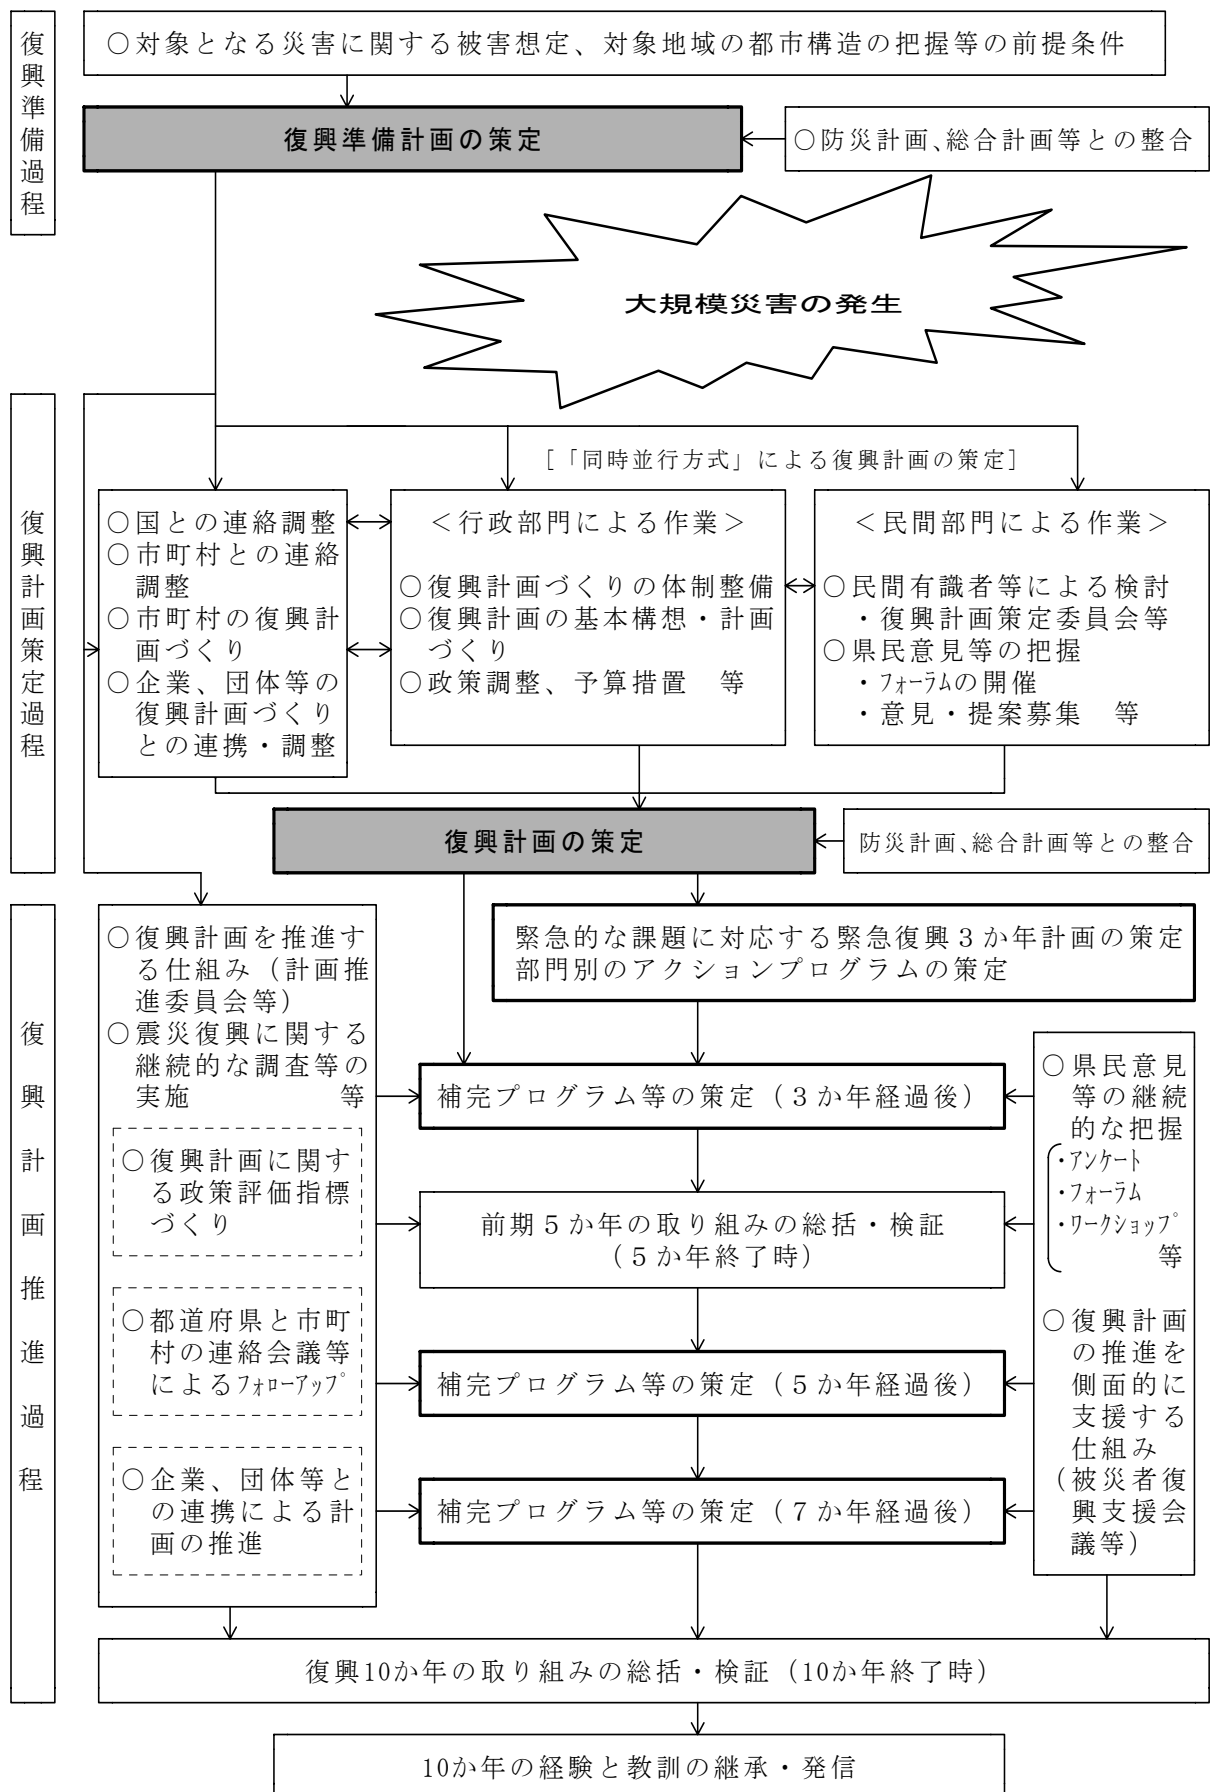 復興準備過程
○対象となる災害に関する被害想定、対象地域の都市構造の把握等の前提条件
復興準備計画の策定
○防災計画、総合計画等との整合
大規模災害の発生
復興計画策定過程
[「同時並行方式」による復興計画の策定]
○国との連絡調整
○市町村との連絡
調整
○市町村の復興計
画づくり
○企業、団体等の
復興計画づくり
との連携・調整
＜行政部門による作業＞
○復興計画づくりの体制整備
○復興計画の基本構想・計画
づくり
○政策調整、予算措置　等
＜民間部門による作業＞
○民間有識者等による検討
・復興計画策定委員会等
○県民意見等の把握
・ﾌｫｰﾗﾑの開催
・意見・提案募集　等
復興計画の策定
防災計画、総合計画等との整合
復興計画推進過程
○復興計画を推進す
る仕組み（計画推
進委員会等）
○震災復興に関する
継続的な調査等の
実施　　　　　等
○復興計画に関す
る政策評価指標
づくり
○都道府県と市町
村の連絡会議等
によるﾌｫﾛｰｱｯﾌﾟ
○企業、団体等と
の連携による計
画の推進
緊急的な課題に対応する緊急復興３か年計画の策定
部門別のアクションプログラムの策定
補完プログラム等の策定（３か年経過後）
前期５か年の取り組みの総括・検証
（５か年終了時）
補完プログラム等の策定（５か年経過後）
補完プログラム等の策定（７か年経過後）
○県民意見
等の継続
的な把握
・ｱﾝｹｰﾄ
・ﾌｫｰﾗﾑ
・ﾜｰｸｼｮｯﾌﾟ
等
○復興計画
の推進を
側面的に
支援する
仕組み
（被災者復
興支援会
議等）
復興10か年の取り組みの総括・検証（10か年終了時）
10か年の経験と教訓の継承・発信